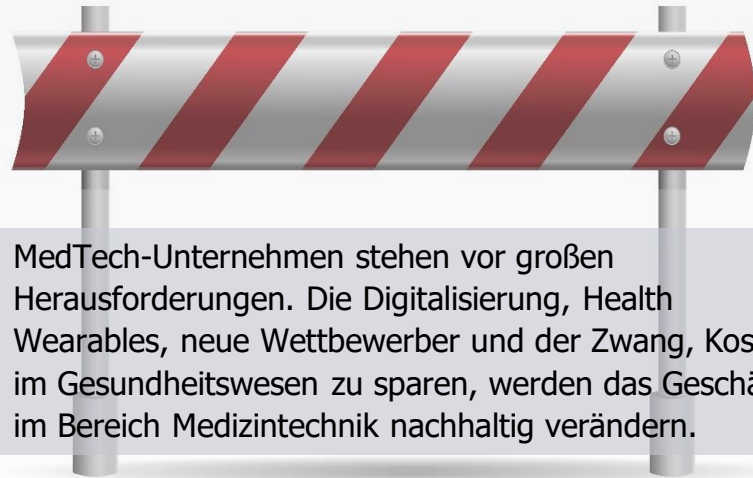 MedTech-Unternehmen stehen vor großen
Herausforderungen. Die Digitalisierung, Health
Wearables, neue Wettbewerber und der Zwang, Kos
im Gesundheitswesen zu sparen, werden das Geschä
im Bereich Medizintechnik nachhaltig verändern.